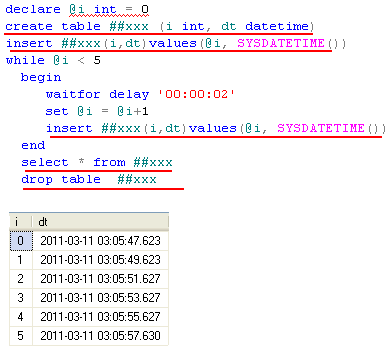 declare @i int = 0
create table ##xxx (i int, dt datetime)
insert ##xxx(i,dt)values(@i, SYSDATETIME())
while @i < 5
begin
waitfor delay '00:00:02'
set @i = @i+1
insert ##xxx(i,dt)values(@i, SYSDATETIME())
end
select * from ##xxx
drop table ##xxx
i dt
0 2011-03-11 03:05:47.623
1 2011-03-11 03:05:49.623
2 2011-03-11 03:05:51.627
3 2011-03-11 03:05:53.627
4 2011-03-11 03:05:55.627
5 2011-03-11 03:05:57.630